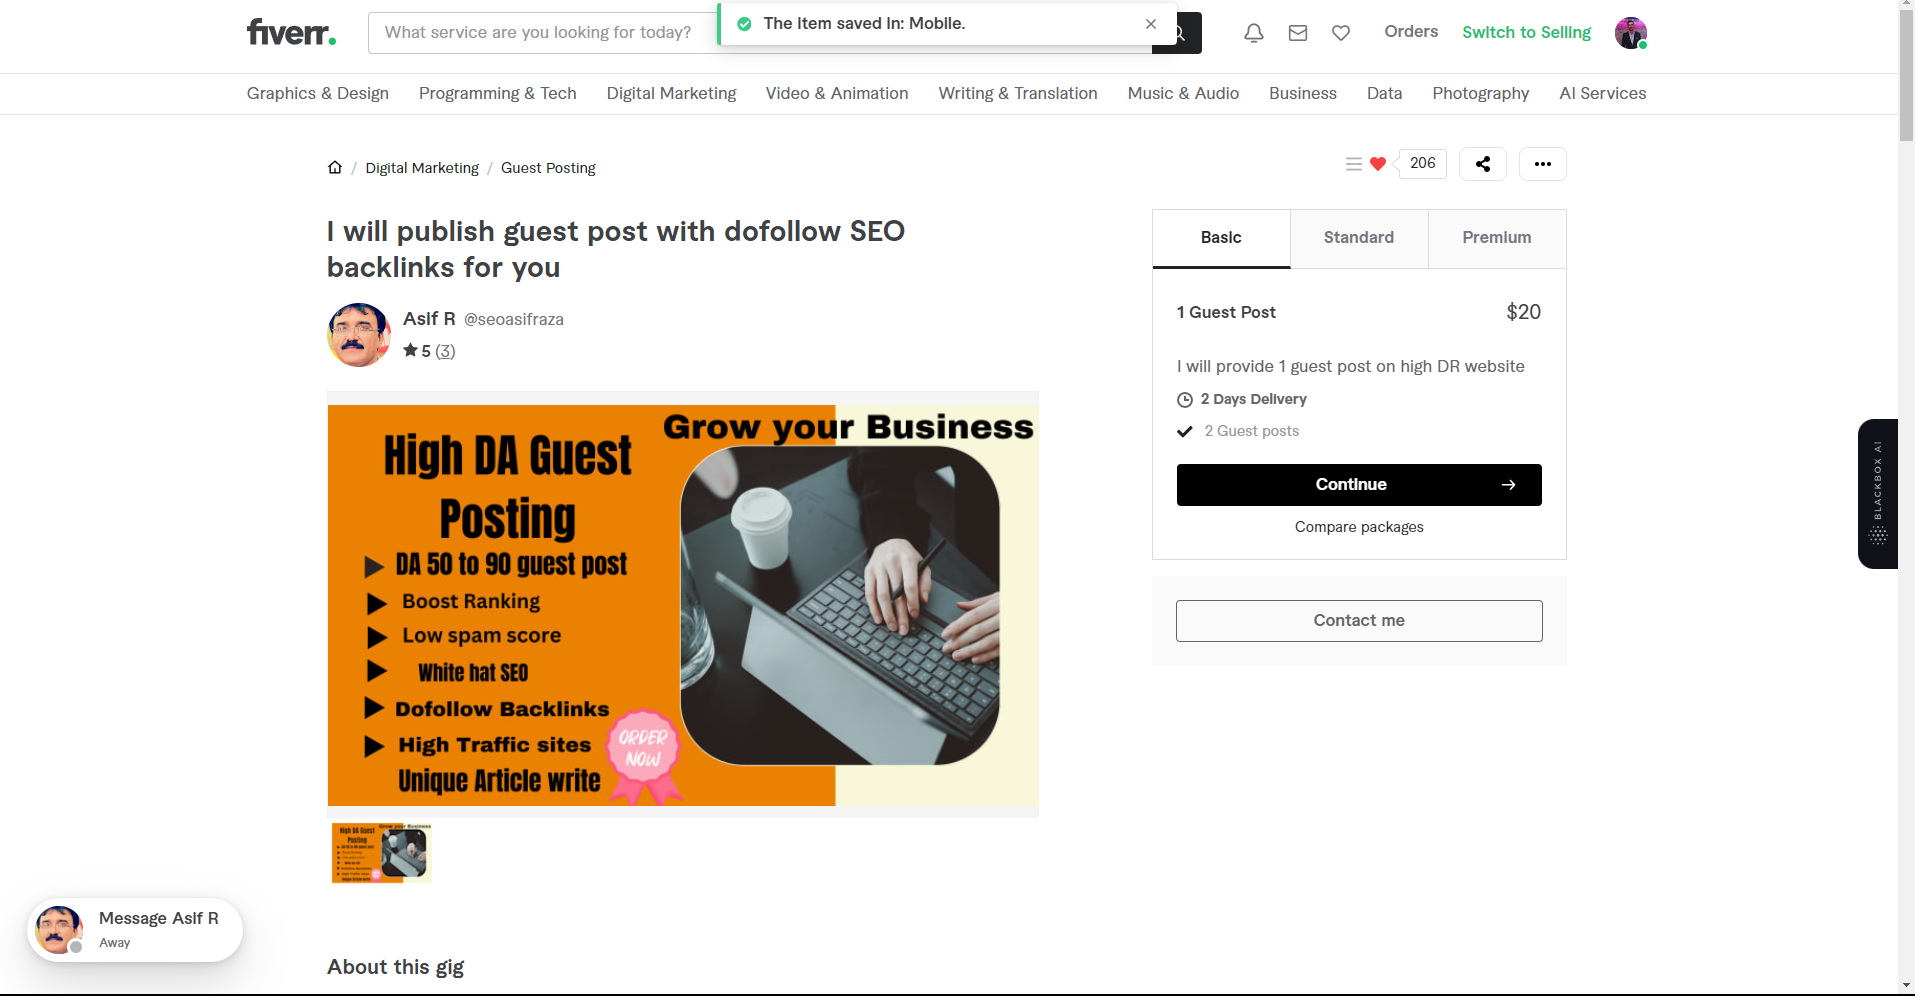 fiverr.
What service are you looking for today?
The item saved in: Mobile.
Orders
Switch to Selling
Graphics & Design
Programming & Tech
Digital Marketing
Video & Animation
Writing & Translation
Music & Audio
Business
Data
Photography
AI Services
Digital Marketing / Guest Posting
206
I will publish guest post with dofollow SEO
backlinks for you
Asif R @seoasifraza
5 (3)
Grow your Business
High DA Guest
Posting
DA 50 to 90 guest post
Boost Ranking
Low spam score
White hat SEO
Dofollow Backlinks
High Traffic sites
Unique Article write
ORDER
NOW
Basic
Standard
Premium
1 Guest Post
$20
I will provide 1 guest post on high DR website
2 Days Delivery
2 Guest posts
Continue
Compare packages
Contact me
BLACKBOX AI
Message Asif R
Away
About this gig